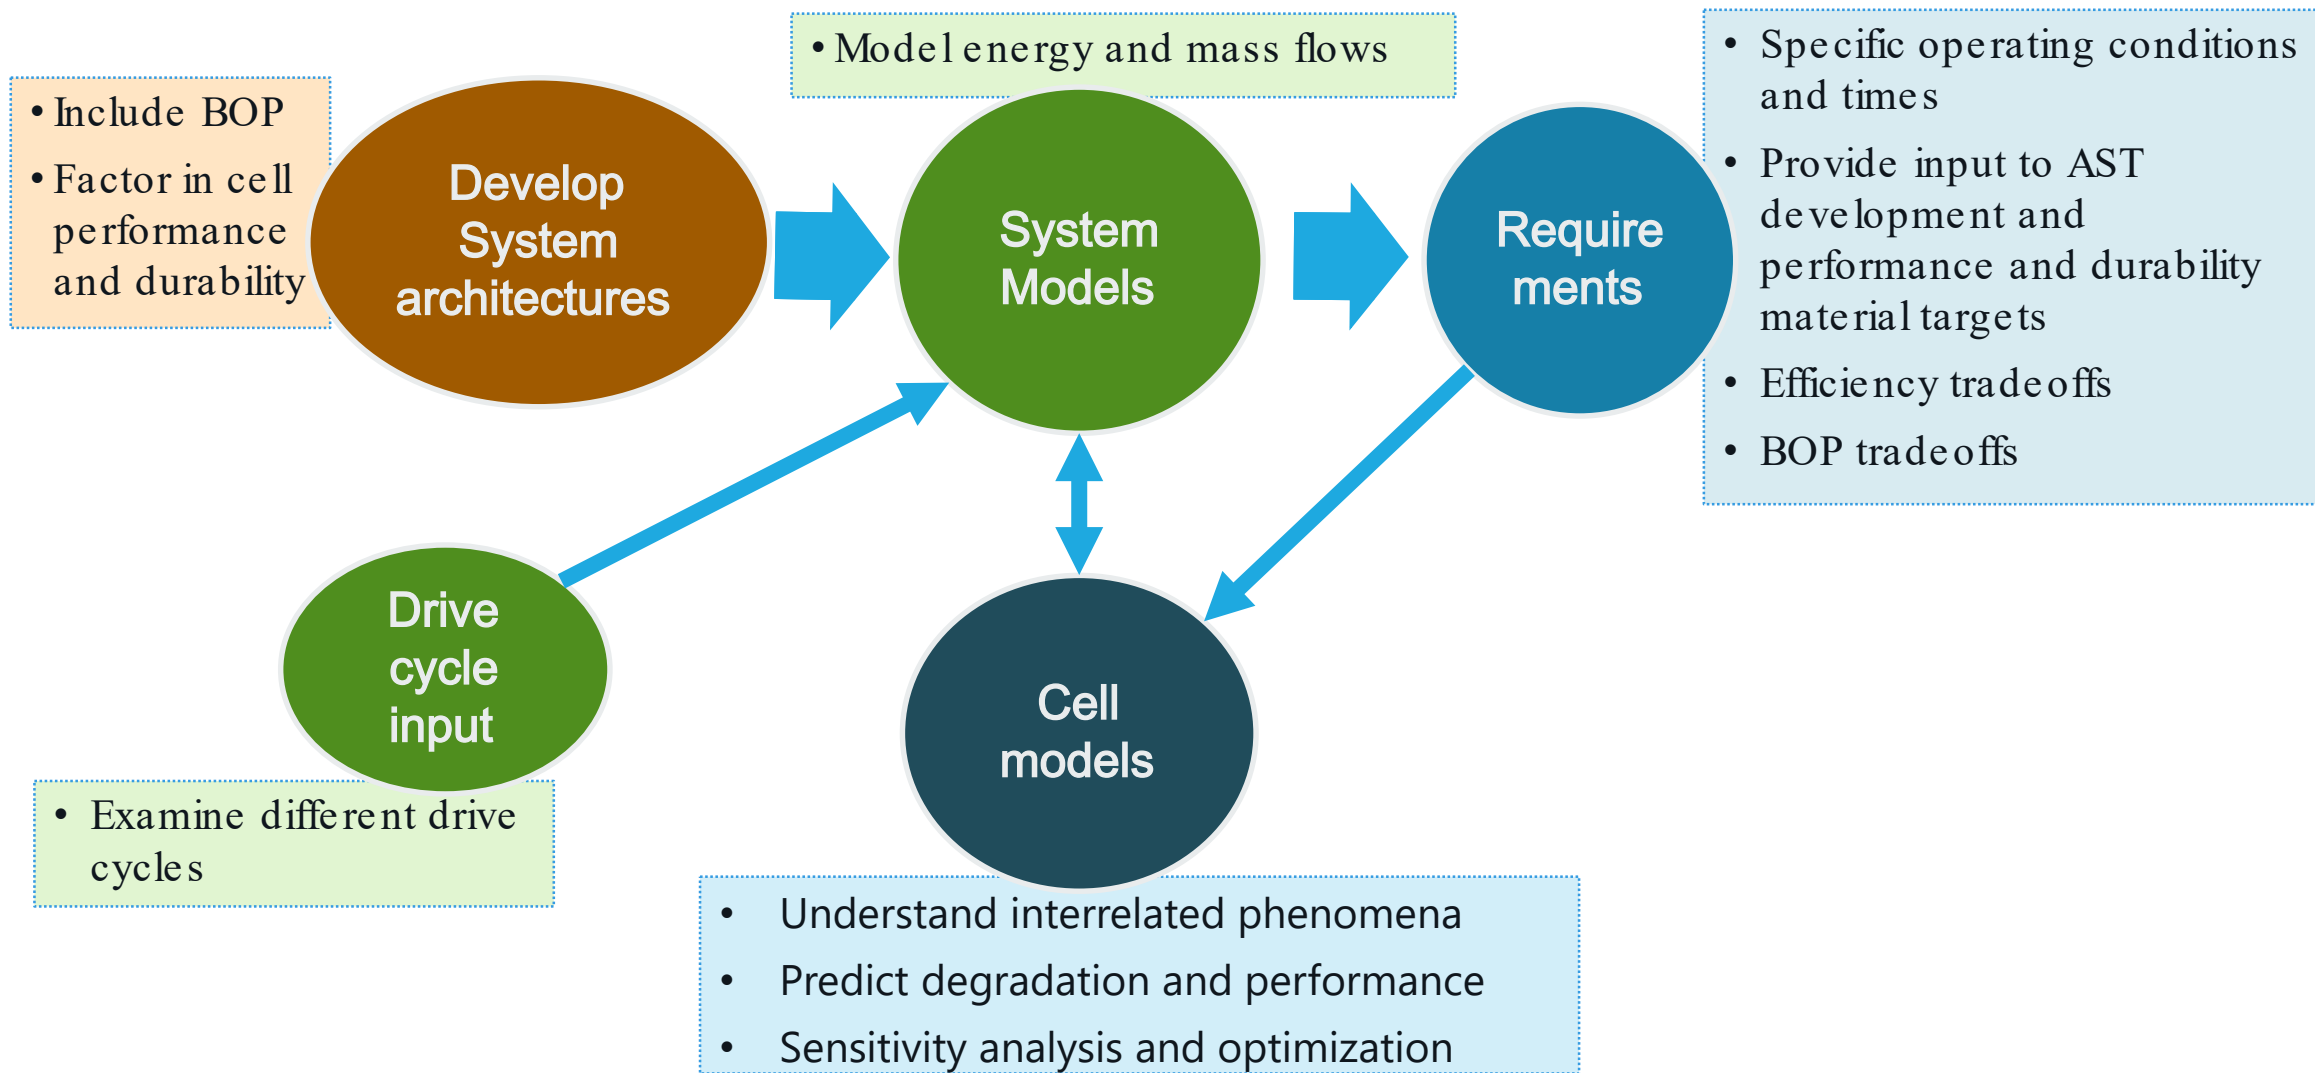 • Include BOP
• Factor in cell
performance
and durability
Develop
System
architectures
• Model energy and mass flows
System
Models
Require
ments
• Specific operating conditions
and times
• Provide input to AST
development and
performance and durability
material targets
• Efficiency tradeoffs
• BOP tradeoffs
Drive
cycle
input
• Examine different drive
cycles
Cell
models
• Understand interrelated phenomena
• Predict degradation and performance
• Sensitivity analysis and optimization